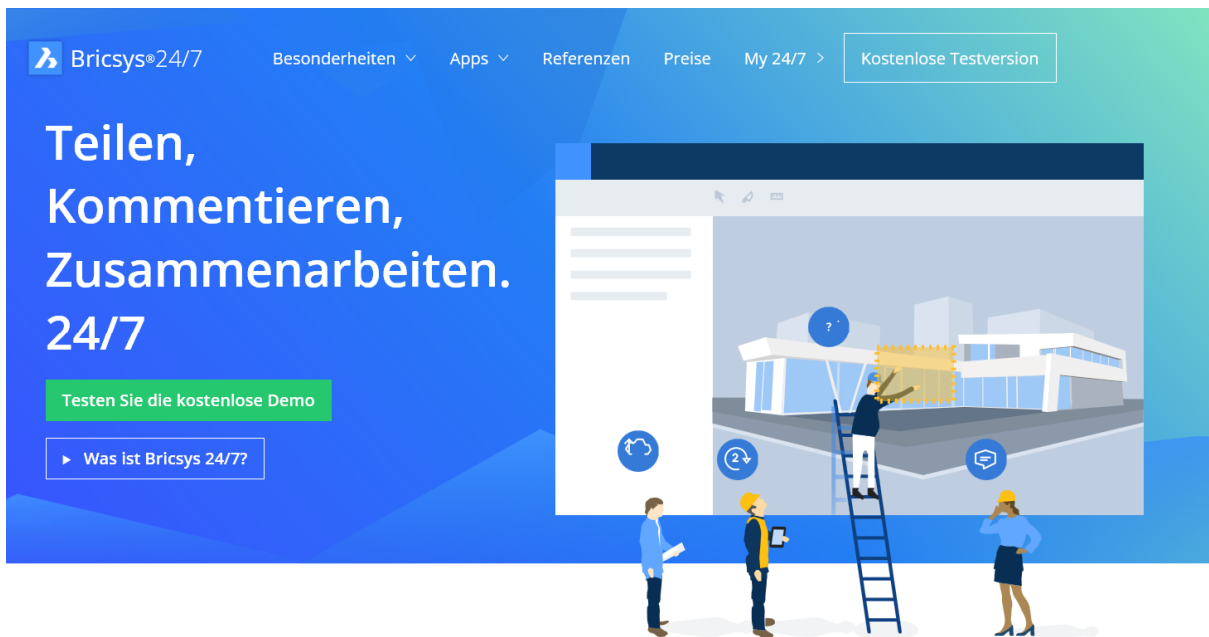 Bricsys®24/7
Besonderheiten
Apps
Referenzen
Preise
My 24/7
Kostenlose Testversion
Teilen,
Kommentieren,
Zusammenarbeiten.
24/7
Testen Sie die kostenlose Demo
Was ist Bricsys 24/7?
?
2